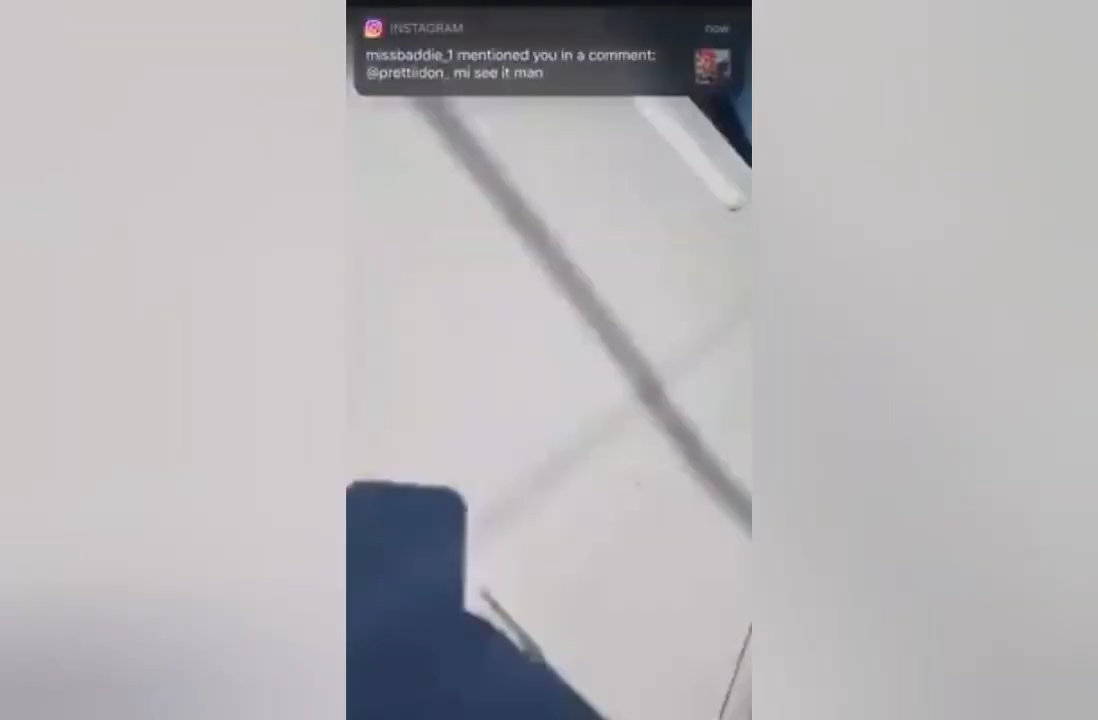 INSTAGRAM
now
missbaddie_1 mentioned you in a comment:
@prettiidon_ mi see it man